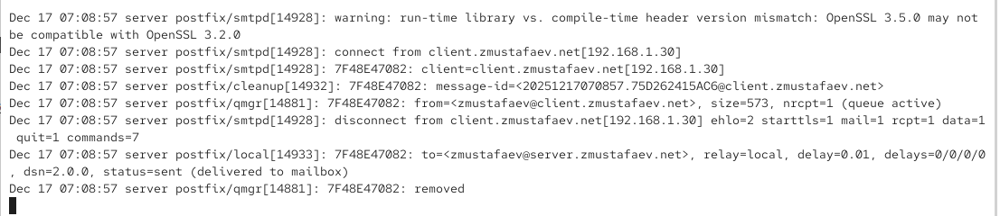 Dec 17 07:08:57 server postfix/smtpd[14928]: warning: run-time library vs. compile-time header version mismatch: OpenSSL 3.5.0 may not
be compatible with OpenSSL 3.2.0
Dec 17 07:08:57 server postfix/smtpd[14928]: connect from client.zmustafaev.net[192.168.1.30]
Dec 17 07:08:57 server postfix/smtpd[14928]: 7F48E47082: client=client.zmustafaev.net[192.168.1.30]
Dec 17 07:08:57 server postfix/cleanup[14932]: 7F48E47082: message-id=<20251217070857.75D262415AC6@client.zmustafaev.net>
Dec 17 07:08:57 server postfix/qmgr[14881]: 7F48E47082: from=<zmustafaev@client.zmustafaev.net>, size=573, nrcpt=1 (queue active)
Dec 17 07:08:57 server postfix/smtpd[14928]: disconnect from client.zmustafaev.net[192.168.1.30] ehlo=2 starttls=1 mail=1 rcpt=1 data=1
 quit=1 commands=7
Dec 17 07:08:57 server postfix/local[14933]: 7F48E47082: to=<zmustafaev@server.zmustafaev.net>, relay=local, delay=0.01, delays=0/0/0/0
, dsn=2.0.0, status=sent (delivered to mailbox)
Dec 17 07:08:57 server postfix/qmgr[14881]: 7F48E47082: removed